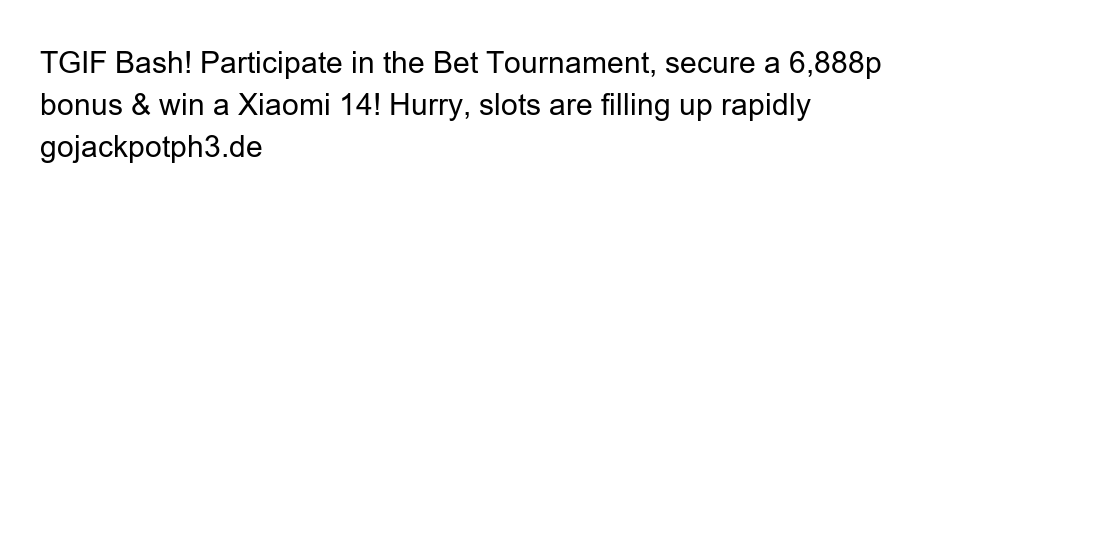 TGIF Bash! Participate in the Bet Tournament, secure a 6,888p
bonus & win a Xiaomi 14! Hurry, slots are filling up rapidly
gojackpotph3.de